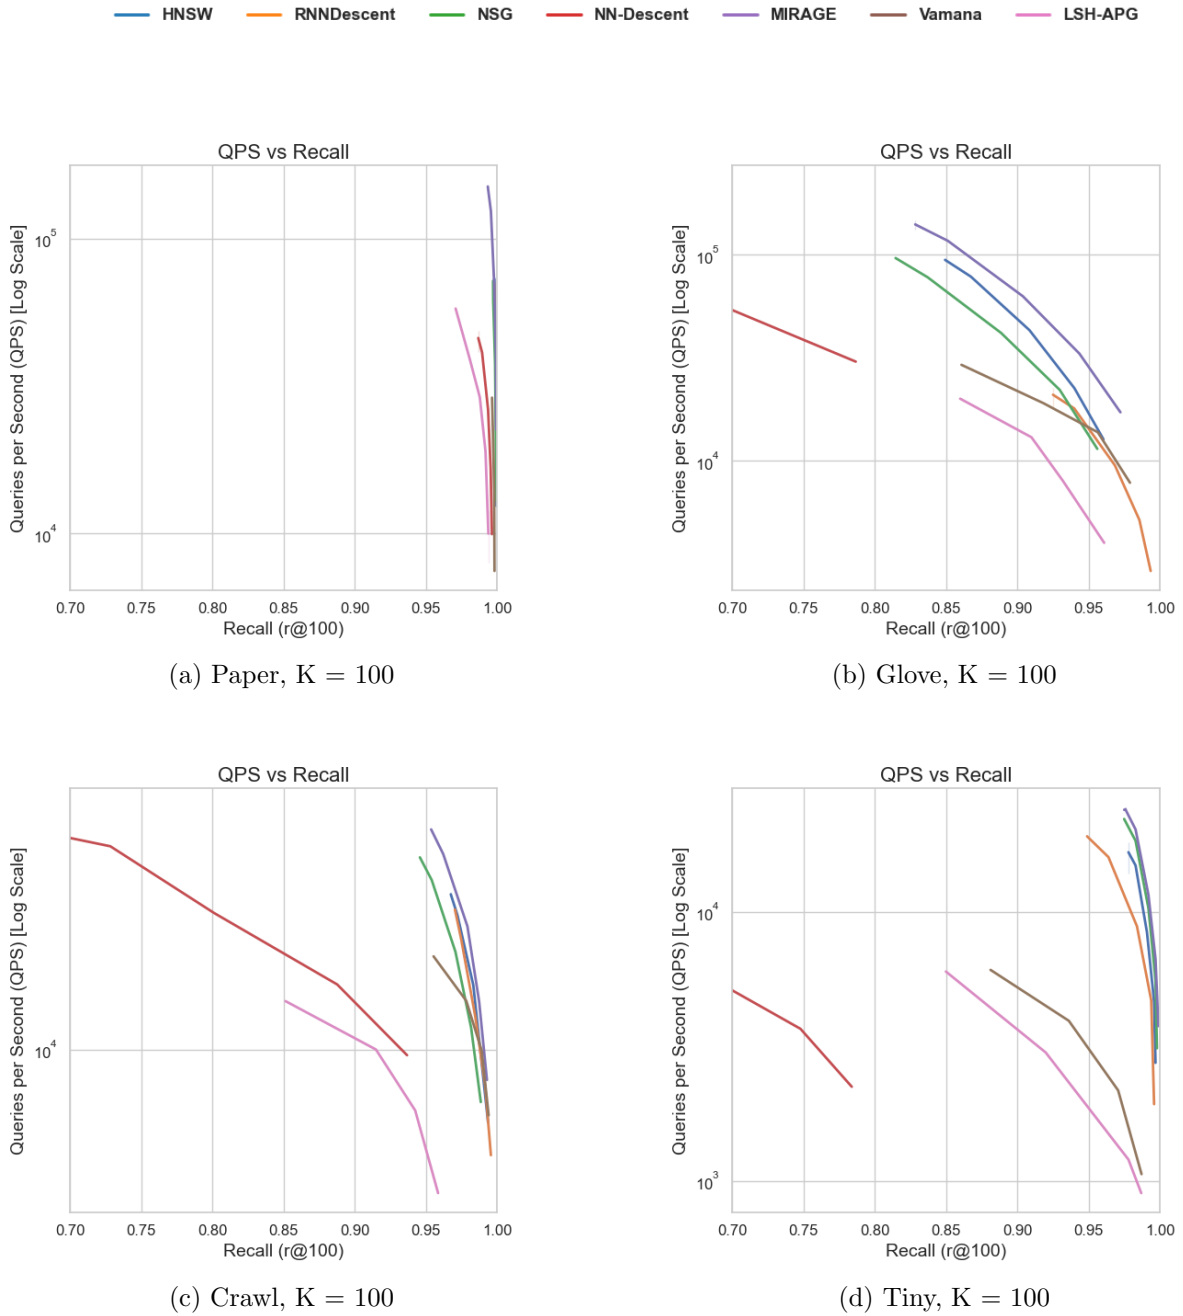 HNSW RNNDescent NSG NN-Descent MIRAGE Vamana LSH-APG
QPS vs Recall
Queries per Second (QPS) [Log Scale]
10^5
10^4
0.70 0.75 0.80 0.85 0.90 0.95 1.00
Recall (r@100)
(a) Paper, K = 100
QPS vs Recall
Queries per Second (QPS) [Log Scale]
10^5
10^4
0.70 0.75 0.80 0.85 0.90 0.95 1.00
Recall (r@100)
(b) Glove, K = 100
QPS vs Recall
Queries per Second (QPS) [Log Scale]
10^4
0.70 0.75 0.80 0.85 0.90 0.95 1.00
Recall (r@100)
(c) Crawl, K = 100
QPS vs Recall
Queries per Second (QPS) [Log Scale]
10^4
10^3
0.70 0.75 0.80 0.85 0.90 0.95 1.00
Recall (r@100)
(d) Tiny, K = 100